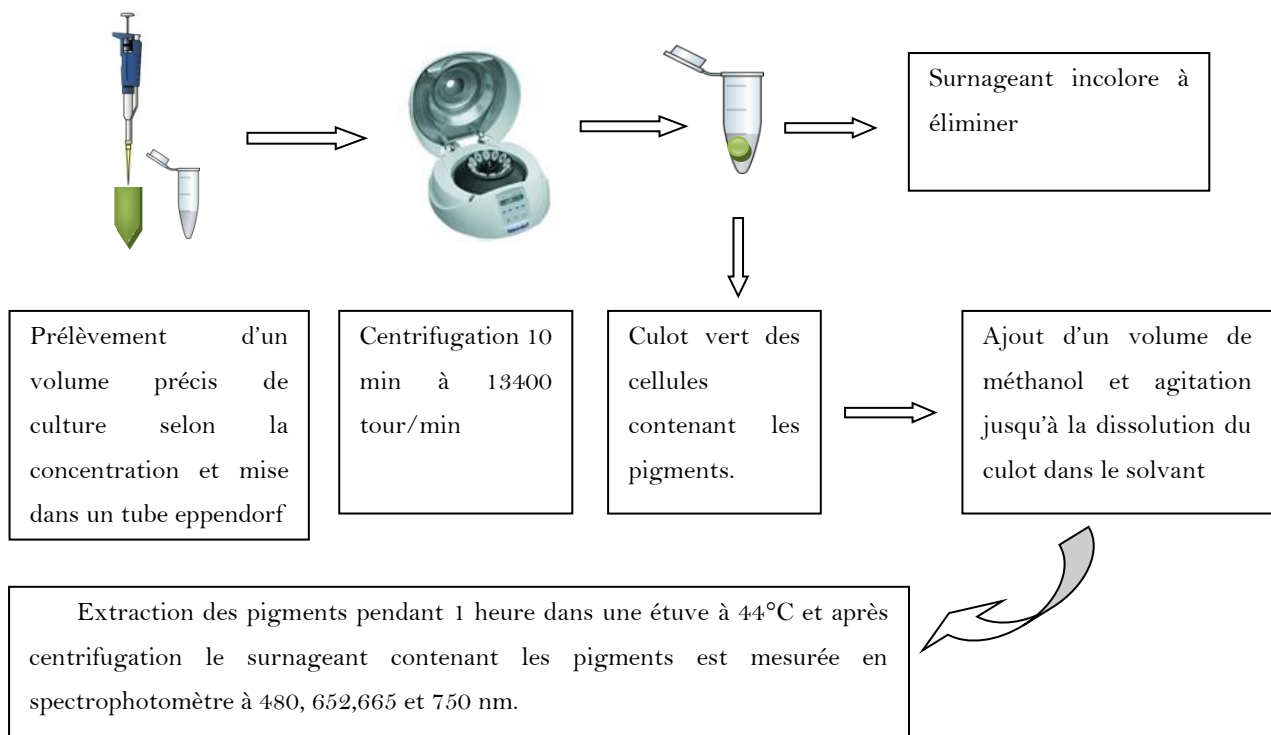 Surnageant incolore à
éliminer
Prélèvement d'un
volume précis de
culture selon la
concentration et mise
dans un tube eppendorf
Centrifugation 10
min à 13400
tour/min
Culot vert des
cellules
contenant les
pigments.
Ajout d'un volume de
méthanol et agitation
jusqu'à la dissolution du
culot dans le solvant
Extraction des pigments pendant 1 heure dans une étuve à 44°C et après
centrifugation le surnageant contenant les pigments est mesurée en
spectrophotomètre à 480, 652,665 et 750 nm.